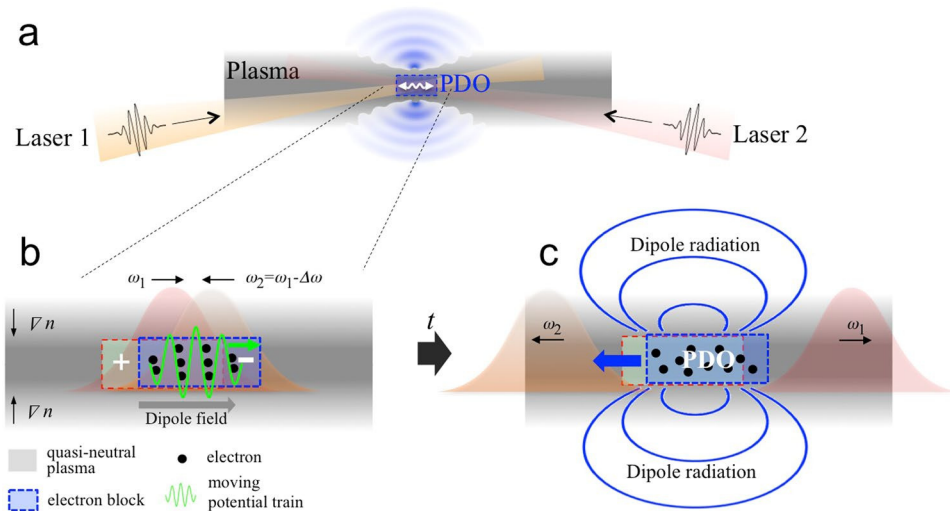 a
Plasma
PDO
Laser 1
Laser 2
b
ω1
ω2=ω1-Δω
∇n
+
-
∇n
Dipole field
quasi-neutral
plasma
electron
electron block
moving
potential train
t
c
Dipole radiation
ω2
ω1
PDO
Dipole radiation